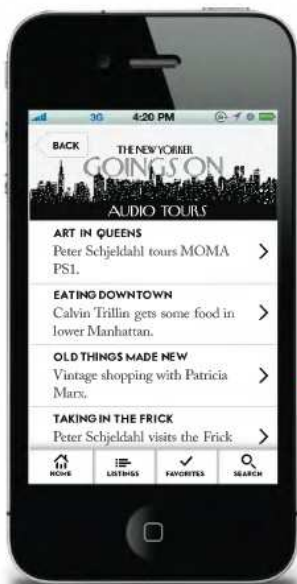 3G 4:20 PM
BACK
THE NEW YORKER
GOINGS ON
AUDIO TOURS
ART IN QUEENS
Peter Schjeldahl tours MOMA
PS1.
EATING DOWNTOWN
Calvin Trillin gets some food in
lower Manhattan.
OLD THINGS MADE NEW
Vintage shopping with Patricia
Marx.
TAKING IN THE FRICK
Peter Schjeldahl visits the Frick
HOME LISTINGS FAVORITES SEARCH